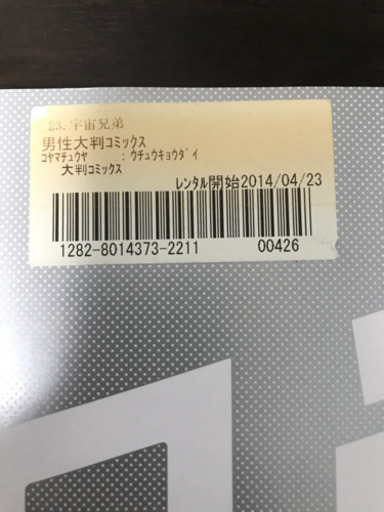 23.宇宙兄弟
男性大判コミックス
コヤマチュウヤ : ウチュウキョウダイ
大判コミックス
レンタル開始2014/04/23
1282-8014373-2211 00426